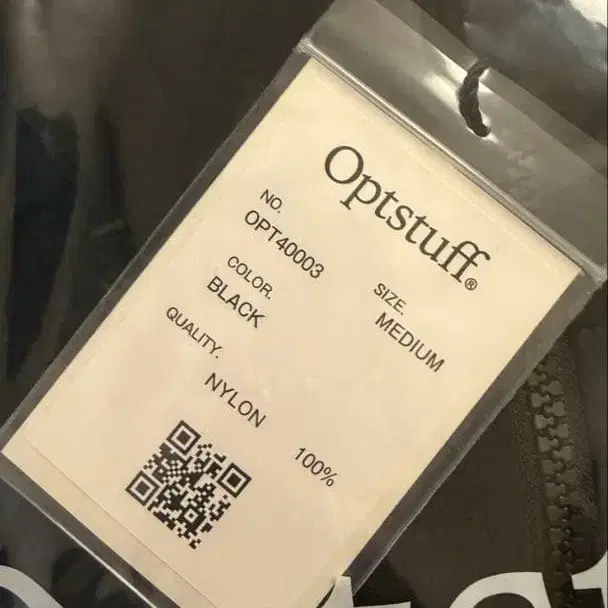 Optstuff®
NO.
OPT40003
COLOR.
BLACK
SIZE.
MEDIUM
QUALITY.
NYLON 100%